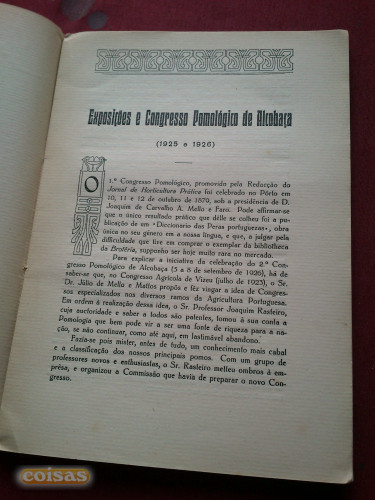 Exposições e Congresso Pomológico de Alcobaça
(1925 e 1926)
O 1.º Congresso Pomológico, promovido pela Redacção do
Jornal de Horticultura Prática foi celebrado no Pôrto em
10, 11 e 12 de outubro de 1879, sob a presidência de D.
Joaquim de Carvalho A. Mello e Faro. Pode afirmar-se
que o único resultado prático que dêlle se colheu foi a pu-
blicação de um «Diccionario das Peras portuguezas», obra
única no seu género em a nossa língua, e que, a julgar pela
difficuldade que tive em comprar o exemplar da bibliotheca
da Brotéria, supponho ser hoje muito rara no mercado.
Para explicar a iniciativa da celebração do 2.º Con-
gresso Pomológico de Alcobaça (5 a 8 de setembro de 1926), há de
saber-se que, no Congresso Agrícola de Vizeu (julho de 1925), o Sr.
Dr. Júlio de Mello e Mattos propôs e fêz vingar a idea de Congres-
sos especializados nos diversos ramos da Agricultura Portuguesa.
Em ordem à realização dessa idea, o Sr. Professor Joaquim Rasteiro,
cuja auctoridade e saber a todos são patentes, tomou à sua conta a
Pomologia que bem pode vir a ser uma fonte de riqueza para a na-
ção, se não continuar, como até aqui, em lastimável abandono.
Fazia-se pois mister, antes de tudo, um conhecimento mais cabal
e a classificação dos nossos principais pomos. Com um grupo de
professores novos e enthusiastas, o Sr. Rasteiro metteu ombros à em-
prêsa, e organizou a Commissão que havia de preparar o novo Con-
gresso.
coisas